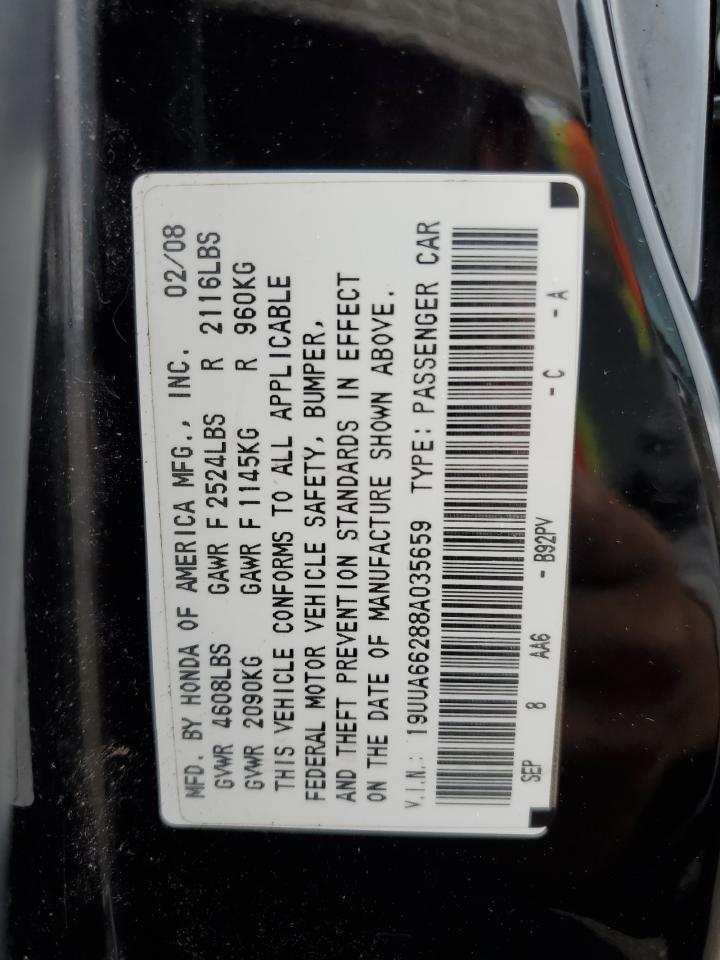 MFD. BY HONDA OF AMERICA MFG., INC. 02/08
GVWR 4608LBS GAWR F 2524LBS R 2116LBS
GVWR 2090KG GAWR F 1145KG R 960KG
THIS VEHICLE CONFORMS TO ALL APPLICABLE
FEDERAL MOTOR VEHICLE SAFETY, BUMPER,
AND THEFT PREVENTION STANDARDS IN EFFECT
ON THE DATE OF MANUFACTURE SHOWN ABOVE.
V.I.N.: 19UUA66288A035659 TYPE: PASSENGER CAR
SEP 8 AA6 - B92PV - C - A